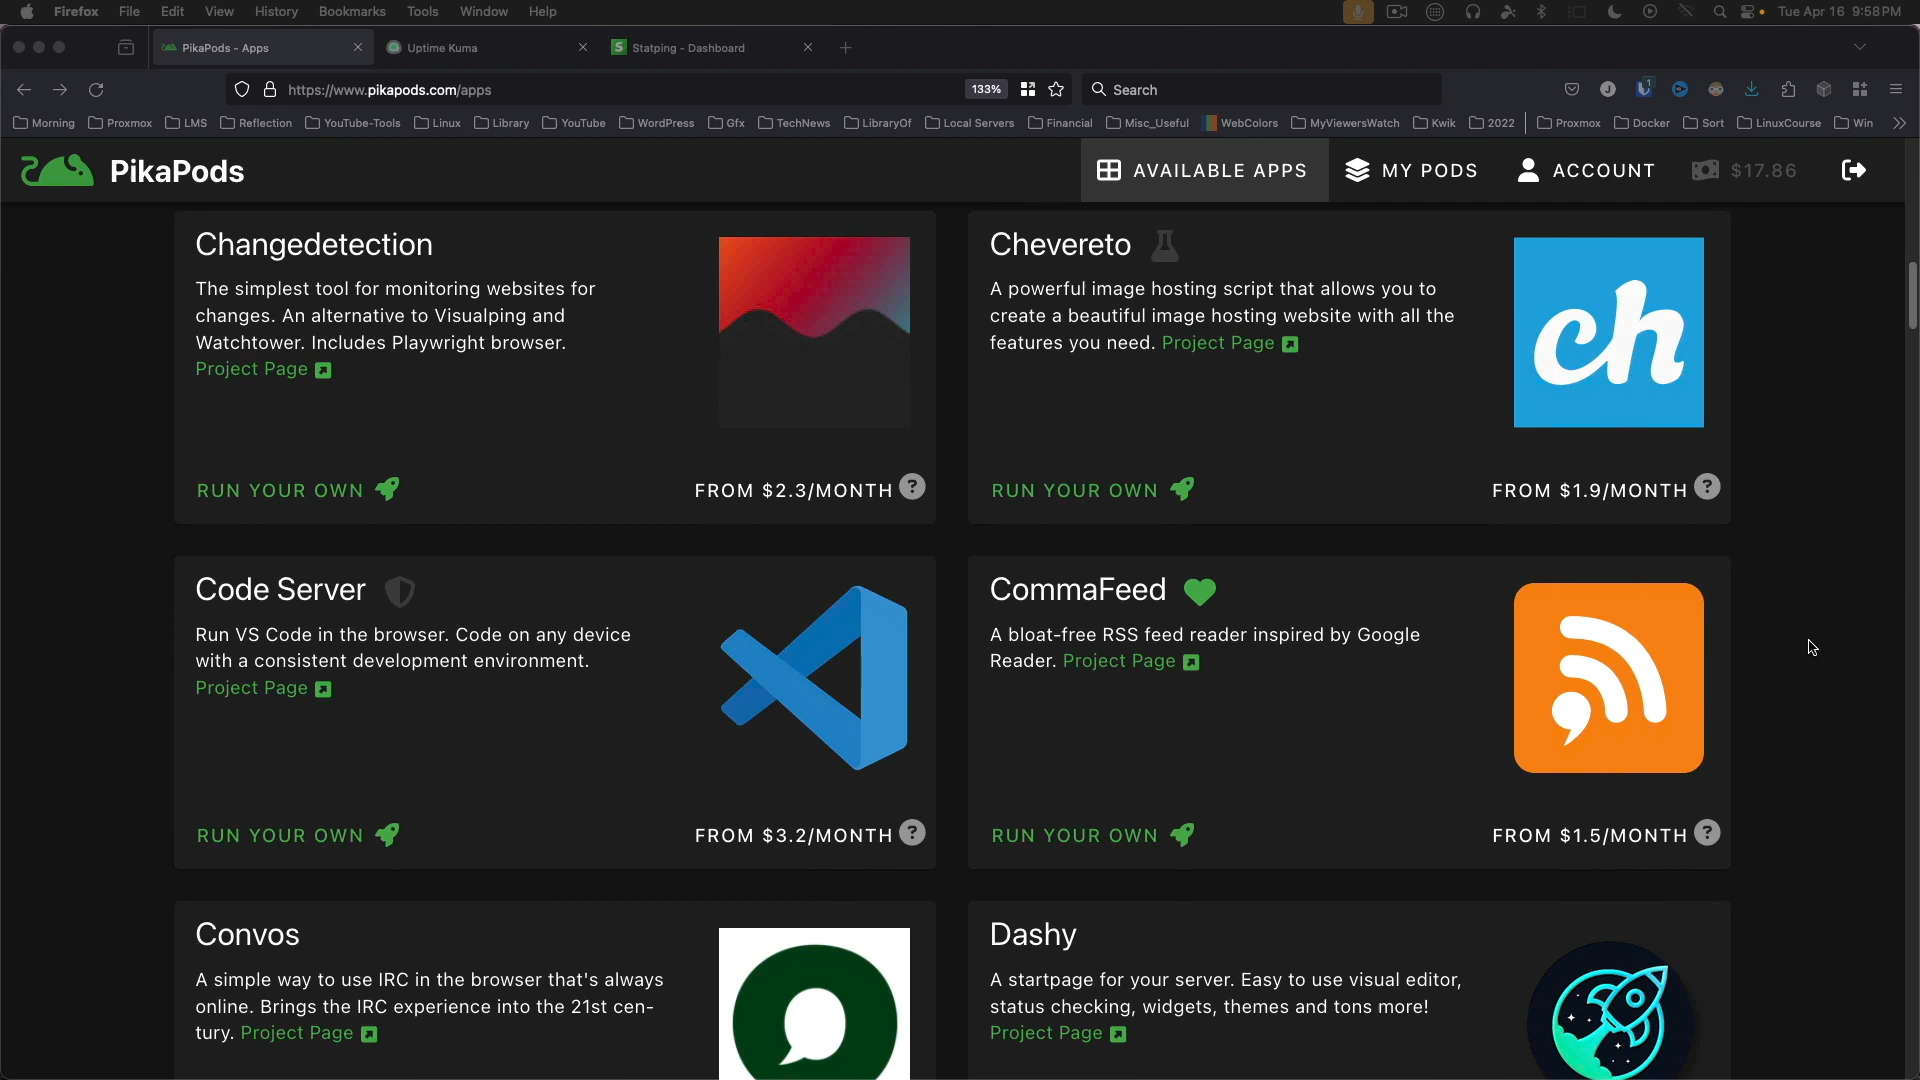 Firefox File Edit View History Bookmarks Tools Window Help Tue Apr 16 9:58PM
PikaPods - Apps Uptime Kuma S Statping - Dashboard
https://www.pikapods.com/apps 133% Search J 1
Morning Proxmox LMS Reflection YouTube-Tools Linux Library YouTube WordPress Gfx TechNews LibraryOf Local Servers Financial Misc_Useful WebColors MyViewersWatch Kwik 2022 Proxmox Docker Sort LinuxCourse Win
PikaPods AVAILABLE APPS MY PODS ACCOUNT $17.86
Changedetection
The simplest tool for monitoring websites for
changes. An alternative to Visualping and
Watchtower. Includes Playwright browser.
Project Page
RUN YOUR OWN FROM $2.3/MONTH ?
Chevereto
A powerful image hosting script that allows you to
create a beautiful image hosting website with all the
features you need. Project Page
ch
RUN YOUR OWN FROM $1.9/MONTH ?
Code Server
Run VS Code in the browser. Code on any device
with a consistent development environment.
Project Page
RUN YOUR OWN FROM $3.2/MONTH ?
CommaFeed
A bloat-free RSS feed reader inspired by Google
Reader. Project Page
RUN YOUR OWN FROM $1.5/MONTH ?
Convos
A simple way to use IRC in the browser that's always
online. Brings the IRC experience into the 21st cen-
tury. Project Page
Dashy
A startpage for your server. Easy to use visual editor,
status checking, widgets, themes and tons more!
Project Page